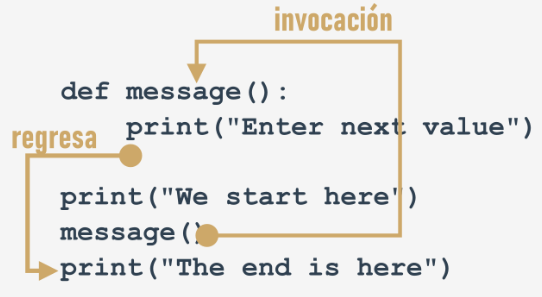 invocación
def message():
print("Enter next value")
regresa
print("We start here")
message()
print("The end is here")